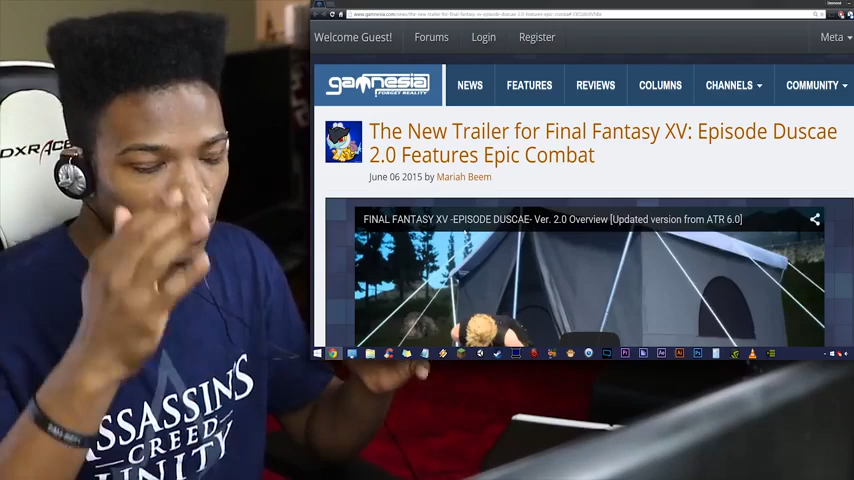 Welcome Guest! Forums Login Register Meta
gamnesia
FORGET REALITY
NEWS FEATURES REVIEWS COLUMNS CHANNELS COMMUNITY
The New Trailer for Final Fantasy XV: Episode Duscae
2.0 Features Epic Combat
June 06 2015 by Mariah Beem
FINAL FANTASY XV -EPISODE DUSCAE- Ver. 2.0 Overview [Updated version from ATR 6.0]
DXRACE
ASSASSIN'S
CREED
UNITY